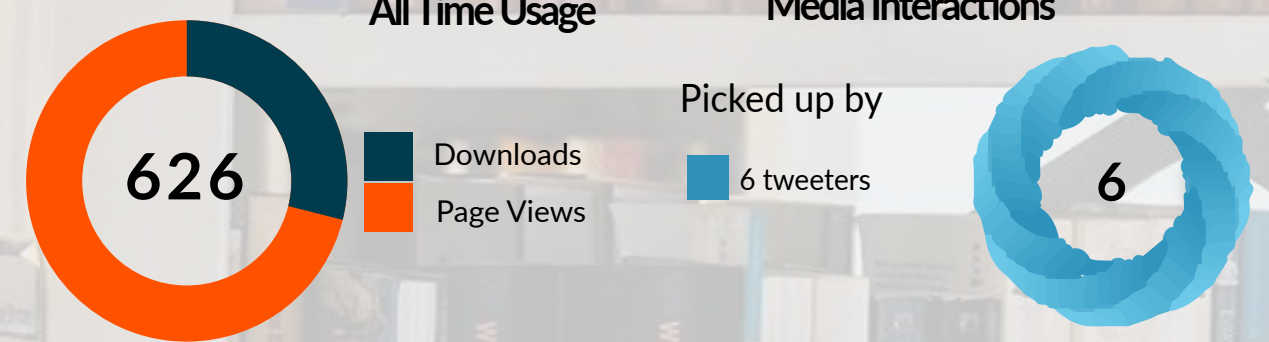 All Time Usage
626
Downloads
Page Views
Media Interactions
Picked up by
6 tweeters
6